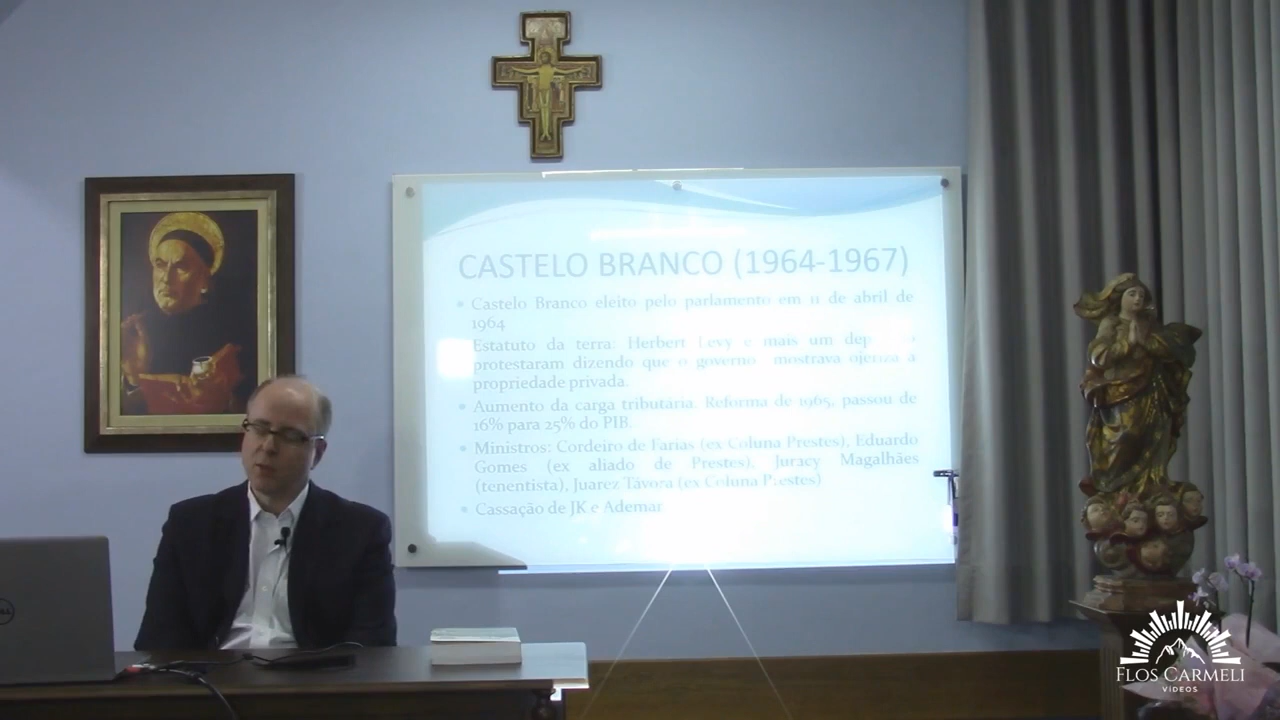 CASTELO BRANCO (1964-1967)
• Castelo Branco eleito pelo parlamento em 11 de abril de
1964
Estatuto da terra: Herbert Levy e mais um
protestaram dizendo que o governo mostrava ojeriza a
propriedade privada.
• Aumento da carga tributaria. Reforma de 1965, passou de
16% para 25% do PIB.
• Ministros: Cordeiro de Farias (ex Coluna Prestes), Eduardo
Gomes (ex aliado de Prestes), Juracy Magalhães
(tenentista), Juarez Távora (ex Coluna Prestes)
• Cassação de JK e Ademar
FLOS CARMELI
VÍDEOS